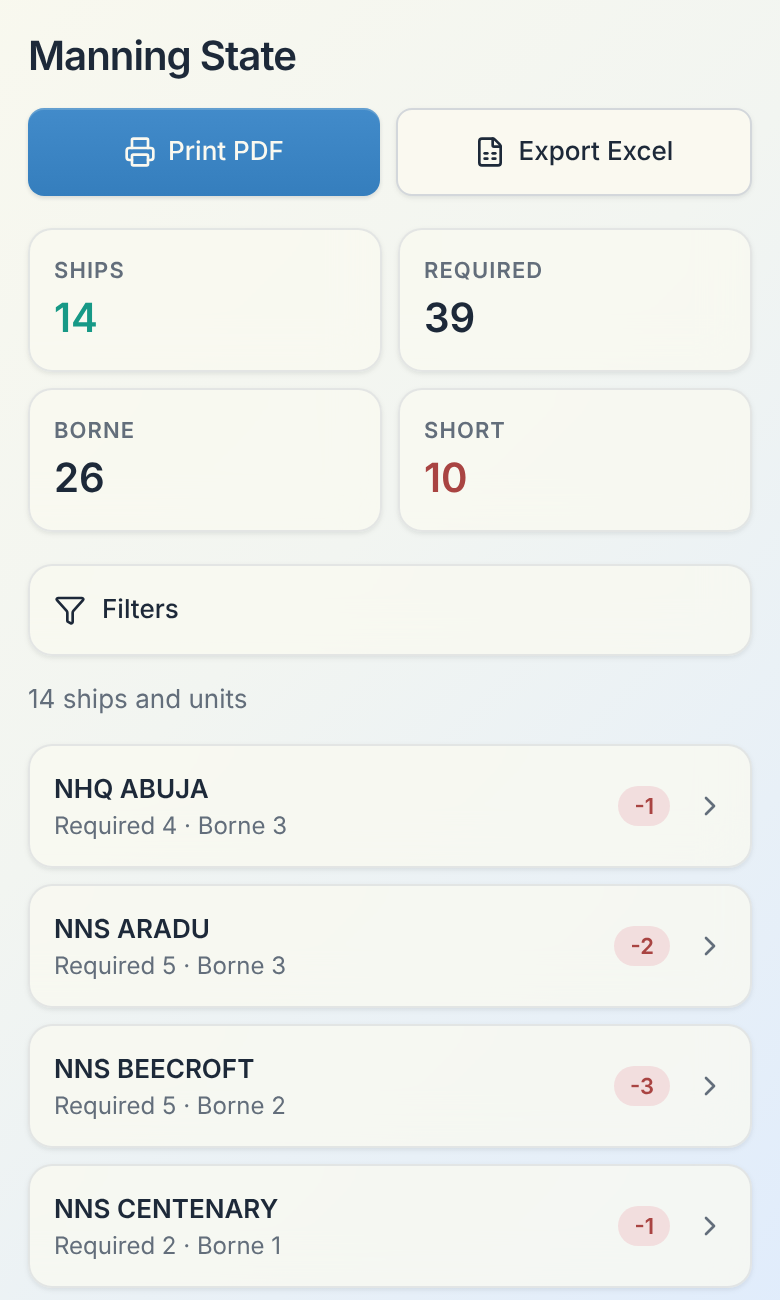 Manning State
Print PDF
Export Excel
SHIPS
14
REQUIRED
39
BORNE
26
SHORT
10
Filters
14 ships and units
NHQ ABUJA
Required 4 · Borne 3
-1
NNS ARADU
Required 5 · Borne 3
-2
NNS BEECROFT
Required 5 · Borne 2
-3
NNS CENTENARY
Required 2 · Borne 1
-1